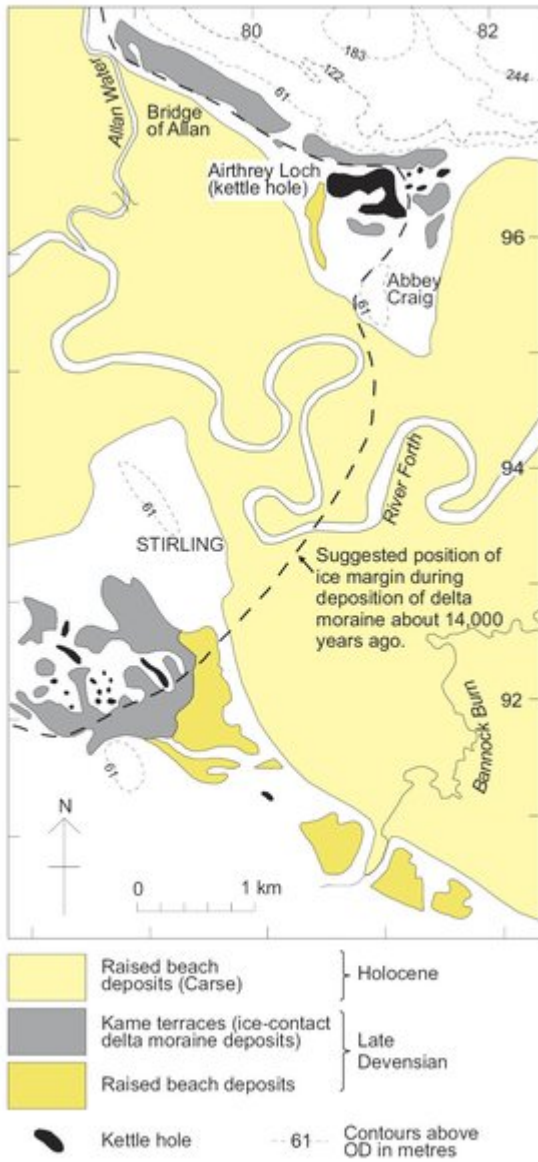 80
82
183
122
244
61
Allan Water
Bridge
of Allan
Airthrey Loch
(kettle hole)
96
Abbey
Craig
61
94
River Forth
61
STIRLING
Suggested position of
ice margin during
deposition of delta
moraine about 14,000
years ago.
92
Bannock Burn
61
N
0 1 km
Raised beach
deposits (Carse)
Holocene
Kame terraces (ice-contact
delta moraine deposits)
Late
Devensian
Raised beach deposits
Kettle hole
61
Contours above
OD in metres